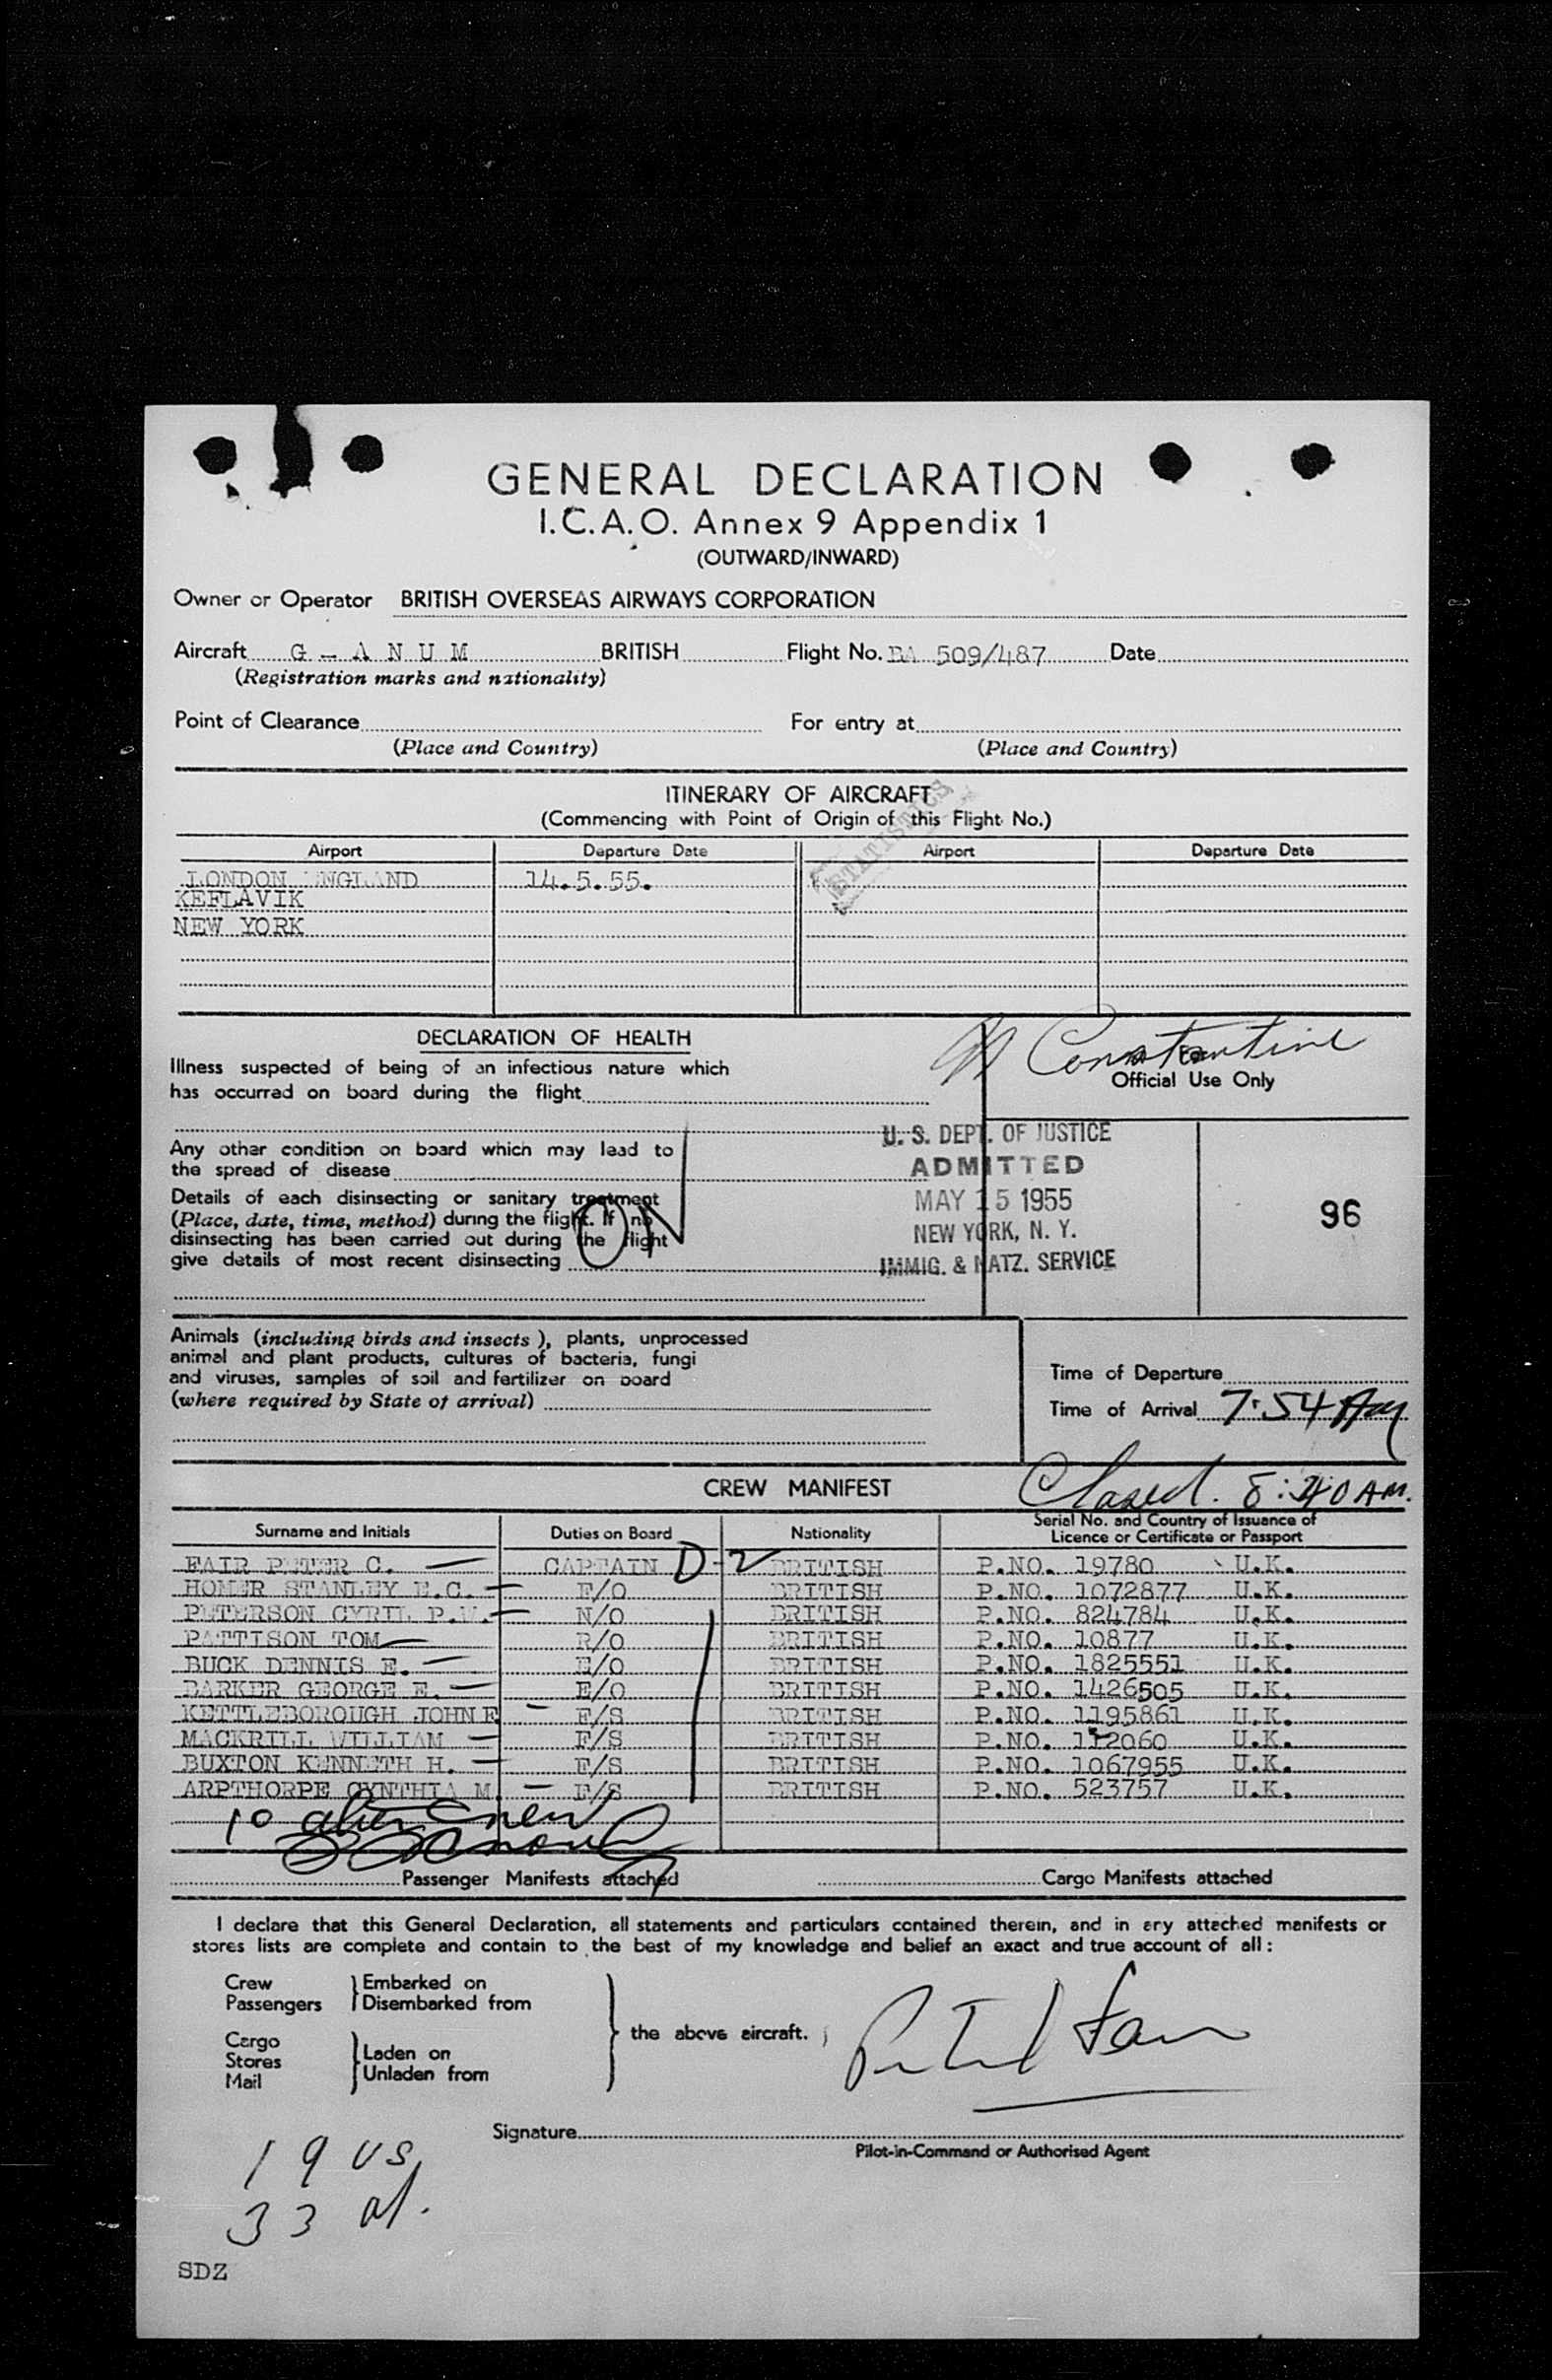 GENERAL DECLARATION
I.C.A.O. Annex 9 Appendix 1
(OUTWARD/INWARD)
Owner or Operator BRITISH OVERSEAS AIRWAYS CORPORATION
Aircraft G - A N U M BRITISH Flight No. BA 509/487 Date
(Registration marks and nationality)
Point of Clearance For entry at
(Place and Country) (Place and Country)
ITINERARY OF AIRCRAFT
(Commencing with Point of Origin of this Flight No.)
STATISTICS
Airport Departure Date Airport Departure Date
LONDON ENGLAND 14.5.55.
KEFLAVIK
NEW YORK
DECLARATION OF HEALTH
Constantine
For Official Use Only
Illness suspected of being of an infectious nature which
has occurred on board during the flight
Any other condition on board which may lead to
the spread of disease
Details of each disinsecting or sanitary treatment
(Place, date, time, method) during the flight. If no
disinsecting has been carried out during the flight
give details of most recent disinsecting
U. S. DEPT. OF JUSTICE
ADMITTED
MAY 15 1955
NEW YORK, N. Y.
IMMIG. & NATZ. SERVICE
96
Animals (including birds and insects), plants, unprocessed
animal and plant products, cultures of bacteria, fungi
and viruses, samples of soil and fertilizer on board
(where required by State of arrival)
Time of Departure
Time of Arrival 7:54 AM
CREW MANIFEST
Closed. 8:40 AM.
Surname and Initials Duties on Board Nationality Serial No. and Country of Issuance of Licence or Certificate or Passport
FAIR PETER C. — CAPTAIN D-2 BRITISH P.NO. 19780 U.K.
HOMER STANLEY E.C. — F/O BRITISH P.NO. 1072877 U.K.
PETERSON CYRIL P. — N/O BRITISH P.NO. 824784 U.K.
PATTISON TOM — R/O BRITISH P.NO. 10877 U.K.
BUCK DENNIS E. — E/O BRITISH P.NO. 1825551 U.K.
BARKER GEORGE E. — E/O BRITISH P.NO. 1426505 U.K.
KETTLEBOROUGH JOHN F — F/S BRITISH P.NO. 1195861 U.K.
MACKRILL WILLIAM — F/S BRITISH P.NO. 112060 U.K.
BUXTON KENNETH H. — F/S BRITISH P.NO. 1067955 U.K.
ARPTHORPE CYNTHIA M. — F/S BRITISH P.NO. 523757 U.K.
10 alien crew
Passenger Manifests attached Cargo Manifests attached
I declare that this General Declaration, all statements and particulars contained therein, and in any attached manifests or
stores lists are complete and contain to the best of my knowledge and belief an exact and true account of all:
Crew
Passengers
Embarked on
Disembarked from
Cargo
Stores
Mail
Laden on
Unladen from
the above aircraft.
Signature
Pilot-in-Command or Authorised Agent
19 US
33 al.
SDZ